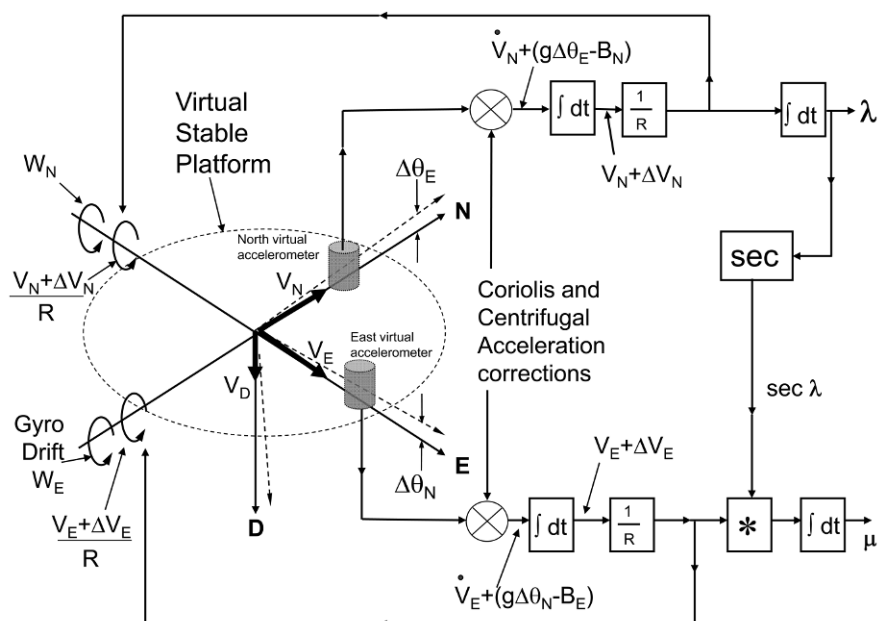 V̇_N+(gΔθ_E-B_N)
Virtual
Stable
Platform
∫ dt
1
R
∫ dt
λ
W_N
Δθ_E
V_N+ΔV_N
N
North virtual
accelerometer
sec
V_N+ΔV_N
R
V_N
Coriolis and
Centrifugal
Acceleration
corrections
East virtual
accelerometer
V_E
V_D
sec λ
Gyro
Drift
W_E
V_E+ΔV_E
E
Δθ_N
V_E+ΔV_E
R
D
∫ dt
1
R
*
∫ dt
μ
V̇_E+(gΔθ_N-B_E)